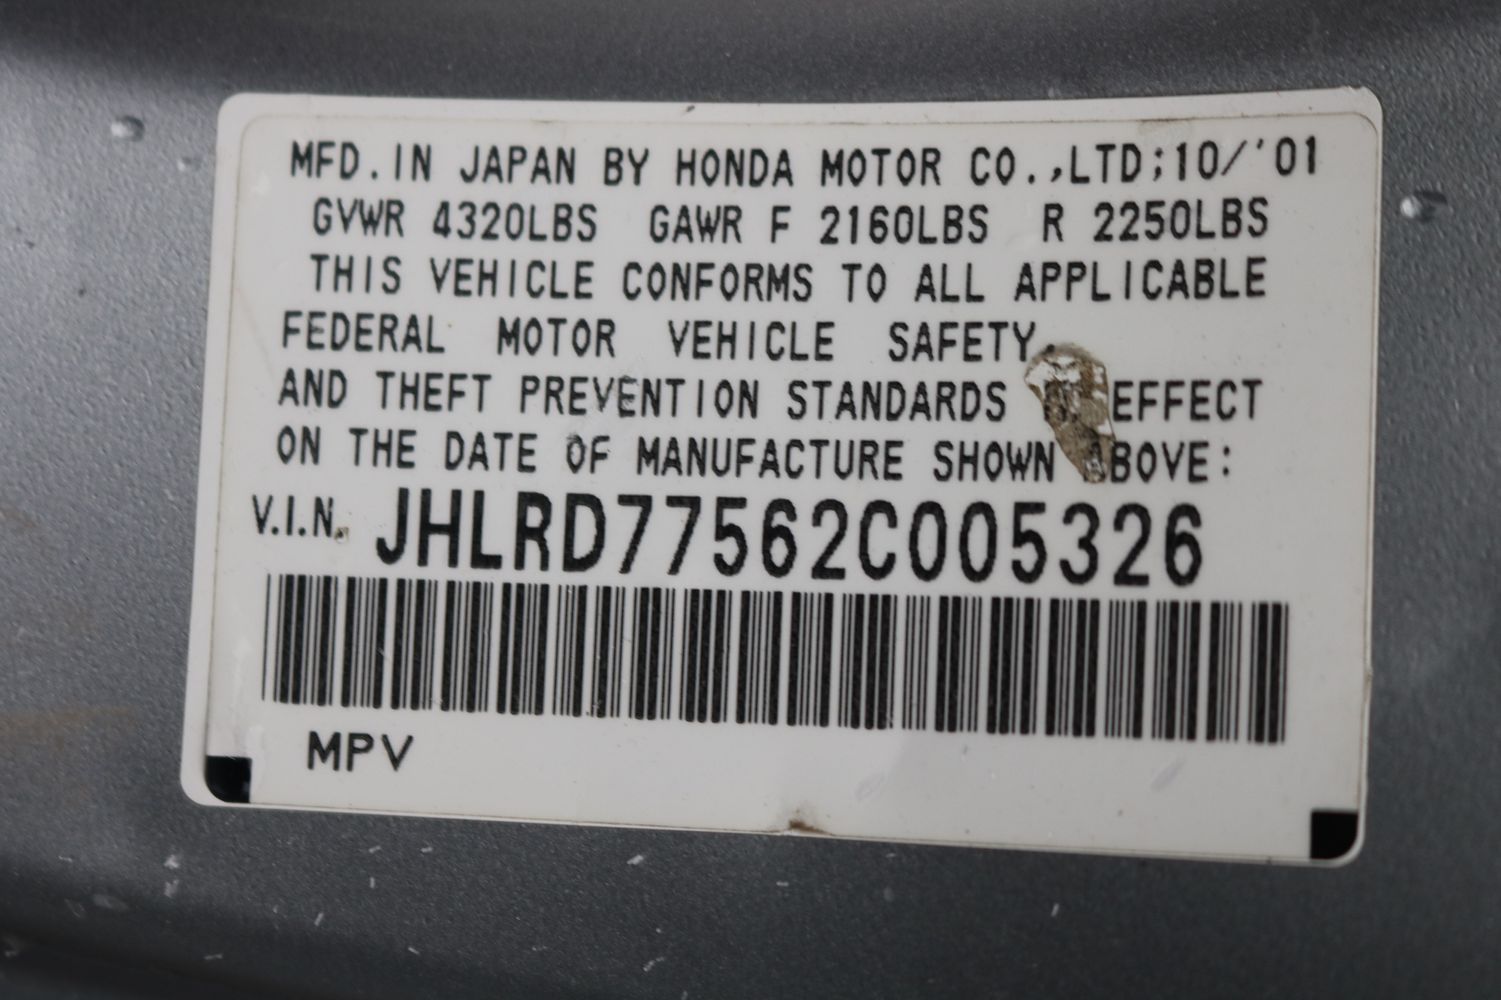 MFD.IN JAPAN BY HONDA MOTOR CO.,LTD;10/'01
GVWR 4320LBS GAWR F 2160LBS R 2250LBS
THIS VEHICLE CONFORMS TO ALL APPLICABLE
FEDERAL MOTOR VEHICLE SAFETY
AND THEFT PREVENTION STANDARDS EFFECT
ON THE DATE OF MANUFACTURE SHOWN ABOVE:
V.I.N. JHLRD77562C005326
MPV